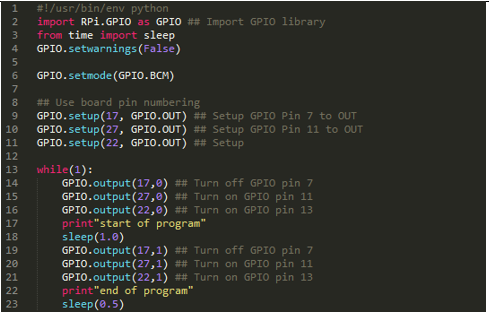 1 #!/usr/bin/env python
2 import RPi.GPIO as GPIO ## Import GPIO library
3 from time import sleep
4 GPIO.setwarnings(False)
5
6 GPIO.setmode(GPIO.BCM)
7
8 ## Use board pin numbering
9 GPIO.setup(17, GPIO.OUT) ## Setup GPIO Pin 7 to OUT
10 GPIO.setup(27, GPIO.OUT) ## Setup GPIO Pin 11 to OUT
11 GPIO.setup(22, GPIO.OUT) ## Setup
12
13 while(1):
14 GPIO.output(17,0) ## Turn off GPIO pin 7
15 GPIO.output(27,0) ## Turn on GPIO pin 11
16 GPIO.output(22,0) ## Turn on GPIO pin 13
17 print"start of program"
18 sleep(1.0)
19 GPIO.output(17,1) ## Turn off GPIO pin 7
20 GPIO.output(27,1) ## Turn on GPIO pin 11
21 GPIO.output(22,1) ## Turn on GPIO pin 13
22 print"end of program"
23 sleep(0.5)